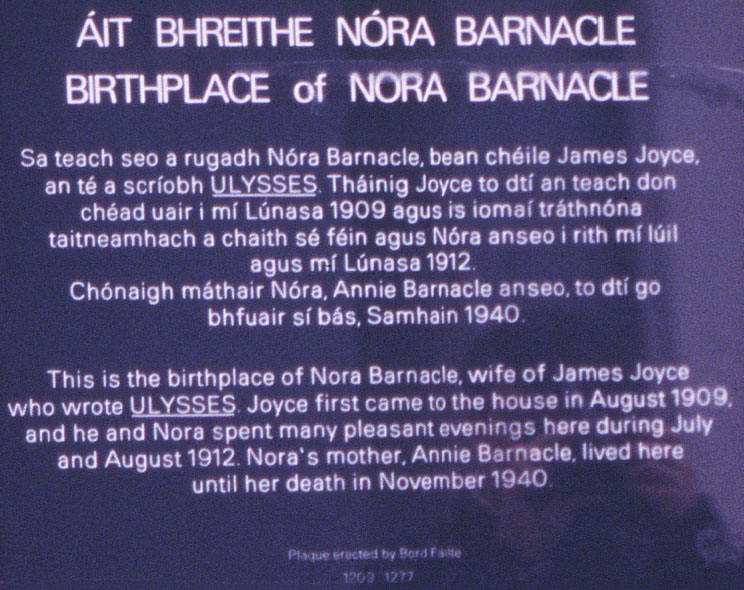 ÁIT BHREITHE NÓRA BARNACLE
BIRTHPLACE of NORA BARNACLE
Sa teach seo a rugadh Nóra Barnacle, bean chéile James Joyce,
an té a scríobh ULYSSES. Tháinig Joyce to dtí an teach don
chéad uair i mí Lúnasa 1909 agus is iomaí tráthnóna
taitneamhach a chaith sé féin agus Nóra anseo i rith mí lúil
agus mí Lúnasa 1912.
Chónaigh máthair Nóra, Annie Barnacle anseo, to dtí go
bhfuair sí bás, Samhain 1940.
This is the birthplace of Nora Barnacle, wife of James Joyce
who wrote ULYSSES. Joyce first came to the house in August 1909,
and he and Nora spent many pleasant evenings here during July
and August 1912. Nora's mother, Annie Barnacle, lived here
until her death in November 1940.
Plaque erected by Bord Failte